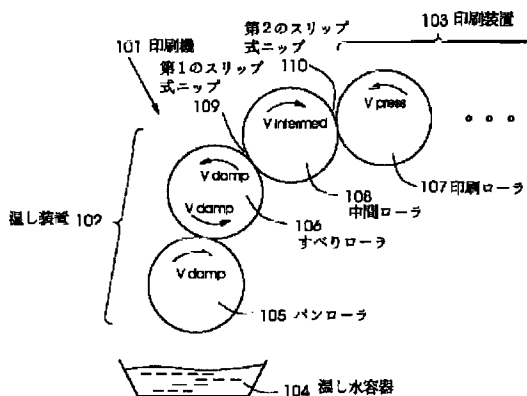 103 印刷装置
第2のスリップ
式ニップ
101 印刷機
110
第1のスリップ
式ニップ
109
V intermed
V press
107 印刷ローラ
108
中間ローラ
V damp
V damp
106
すべりローラ
湿し装置 102
V damp
105 パンローラ
104 湿し水容器